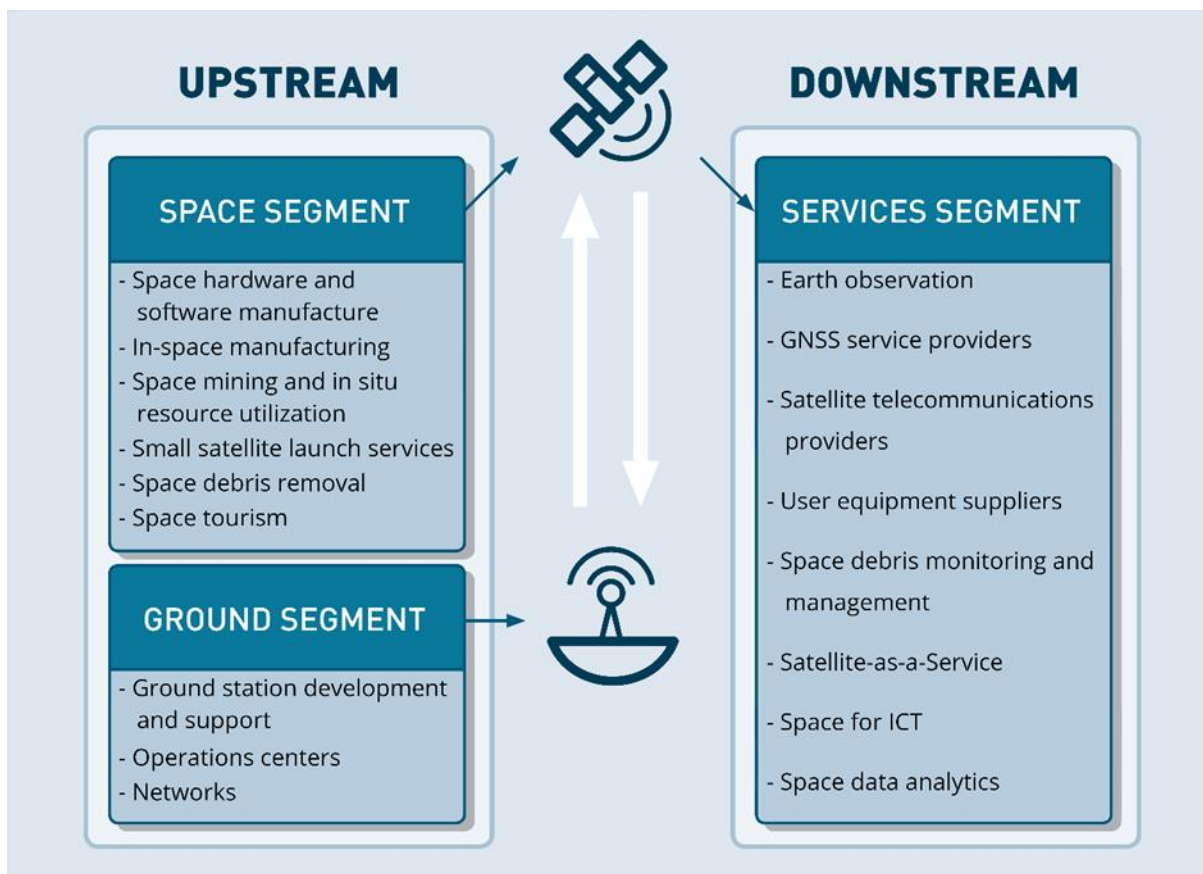 UPSTREAM
SPACE SEGMENT
- Space hardware and
software manufacture
- In-space manufacturing
- Space mining and in situ
resource utilization
- Small satellite launch services
- Space debris removal
- Space tourism
GROUND SEGMENT
- Ground station development
and support
- Operations centers
- Networks
DOWNSTREAM
SERVICES SEGMENT
- Earth observation
- GNSS service providers
- Satellite telecommunications
providers
- User equipment suppliers
- Space debris monitoring and
management
- Satellite-as-a-Service
- Space for ICT
- Space data analytics